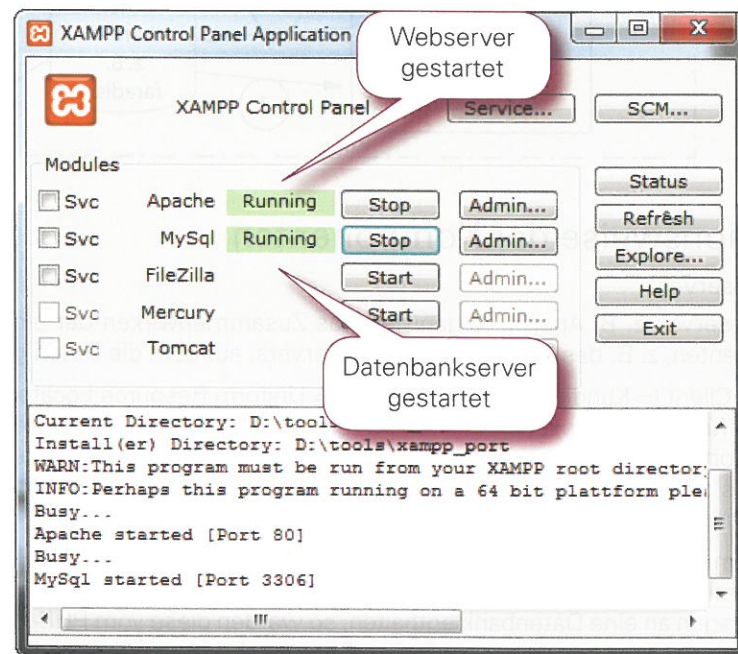 XAMPP Control Panel Application
Webserver
gestartet
XAMPP Control Panel
Service...
SCM...
Modules
Svc Apache Running Stop Admin...
Svc MySql Running Stop Admin...
Svc FileZilla Start Admin...
Svc Mercury Start Admin...
Svc Tomcat
Status
Refresh
Explore...
Help
Exit
Datenbankserver
gestartet
Current Directory: D:\tools
Install(er) Directory: D:\tools\xampp_port
WARN:This program must be run from your XAMPP root
INFO:Perhaps this program running on a 64 bit plattform
Busy...
Apache started [Port 80]
Busy...
MySql started [Port 3306]